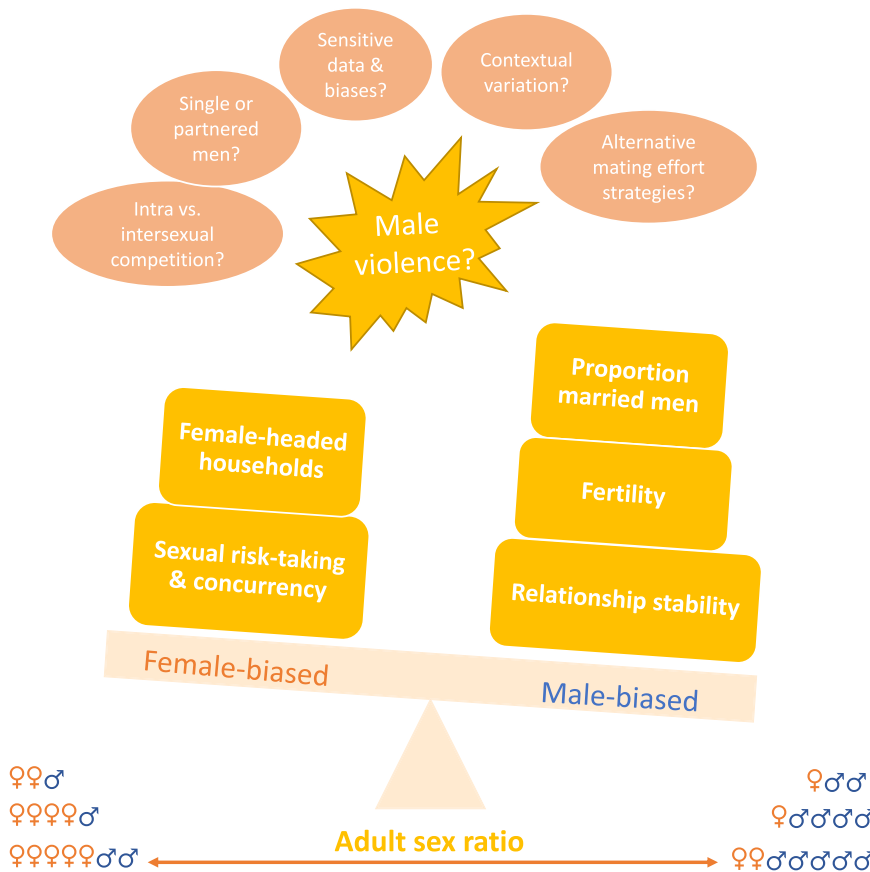 Sensitive
data &
biases?
Contextual
variation?
Single or
partnered
men?
Alternative
mating effort
strategies?
Intra vs.
intersexual
competition?
Male
violence?
Proportion
married men
Female-headed
households
Fertility
Sexual risk-taking
& concurrency
Relationship stability
Female-biased
Male-biased
♀♀♂
♀♂♂
♀♀♀♀♂
♀♂♂♂♂
Adult sex ratio
♀♀♀♀♀♂♂
♀♀♂♂♂♂♂